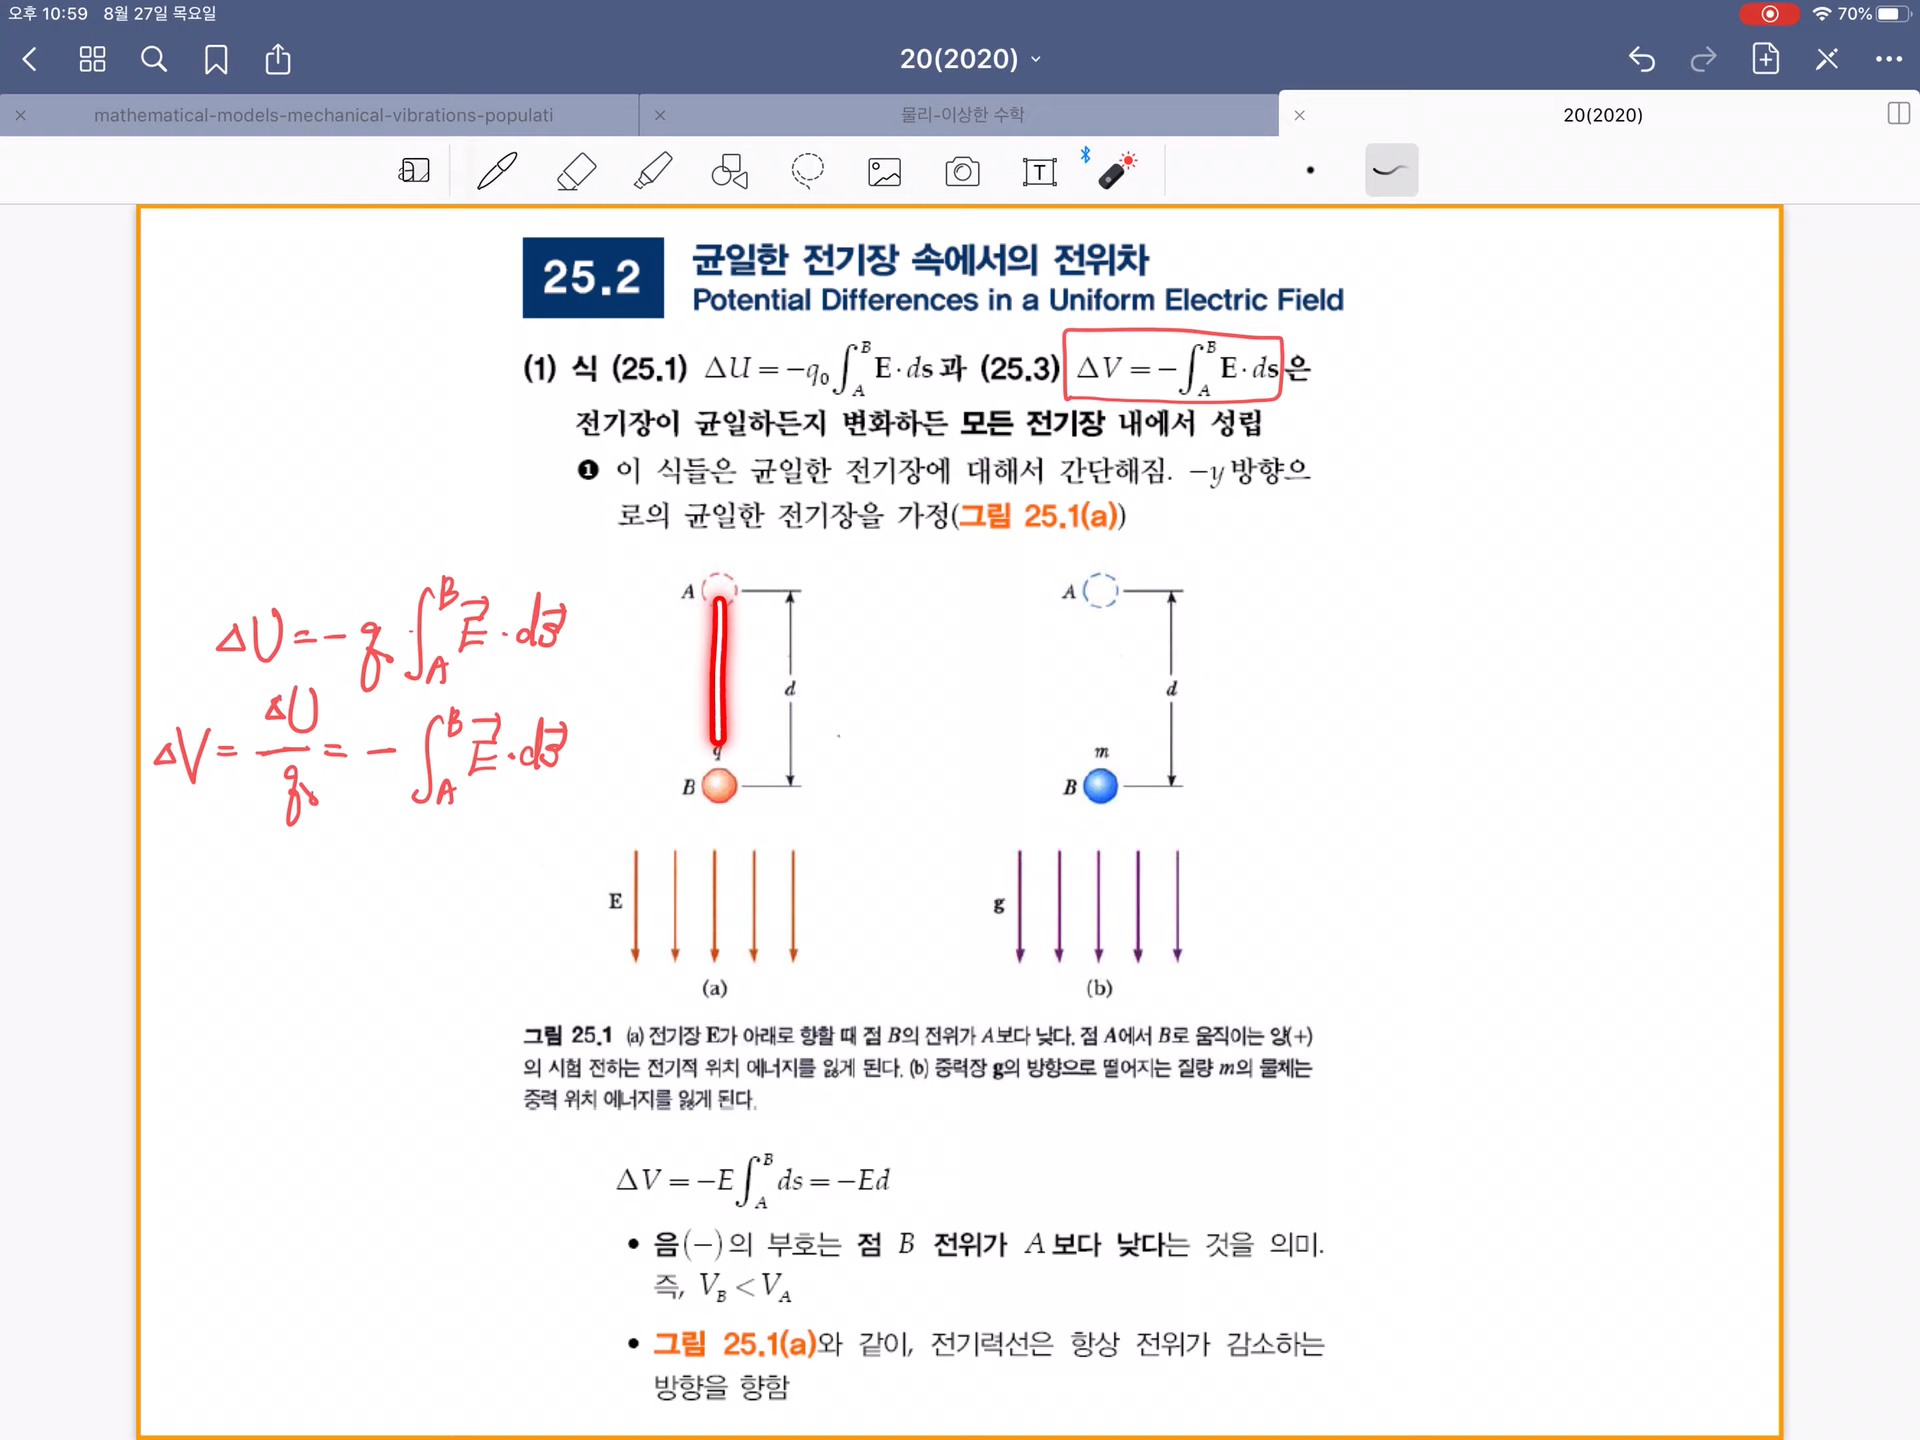 오후 10:59 8월 27일 목요일
70%
20(2020)
mathematical-models-mechanical-vibrations-populati
물리-이상한 수학
20(2020)
25.2
균일한 전기장 속에서의 전위차
Potential Differences in a Uniform Electric Field
(1) 식 (25.1) ΔU = −q₀∫_A^B E · ds과 (25.3) ΔV = −∫_A^B E · ds은
전기장이 균일하든지 변화하든 모든 전기장 내에서 성립
❶ 이 식들은 균일한 전기장에 대해서 간단해짐. −y 방향으
로의 균일한 전기장을 가정(그림 25.1(a))
ΔU = − q₀ ∫_A^B E⃗ · ds⃗
ΔV = ΔU/q₀ = − ∫_A^B E⃗ · ds⃗
A
d
q
B
E
(a)
A
d
m
B
g
(b)
그림 25.1 (a) 전기장 E가 아래로 향할 때 점 B의 전위가 A보다 낮다. 점 A에서 B로 움직이는 양(+)
의 시험 전하는 전기적 위치 에너지를 잃게 된다. (b) 중력장 g의 방향으로 떨어지는 질량 m의 물체는
중력 위치 에너지를 잃게 된다.
ΔV = −E∫_A^B ds = −Ed
• 음(−)의 부호는 점 B 전위가 A보다 낮다는 것을 의미.
즉, V_B < V_A
• 그림 25.1(a)와 같이, 전기력선은 항상 전위가 감소하는
방향을 향함